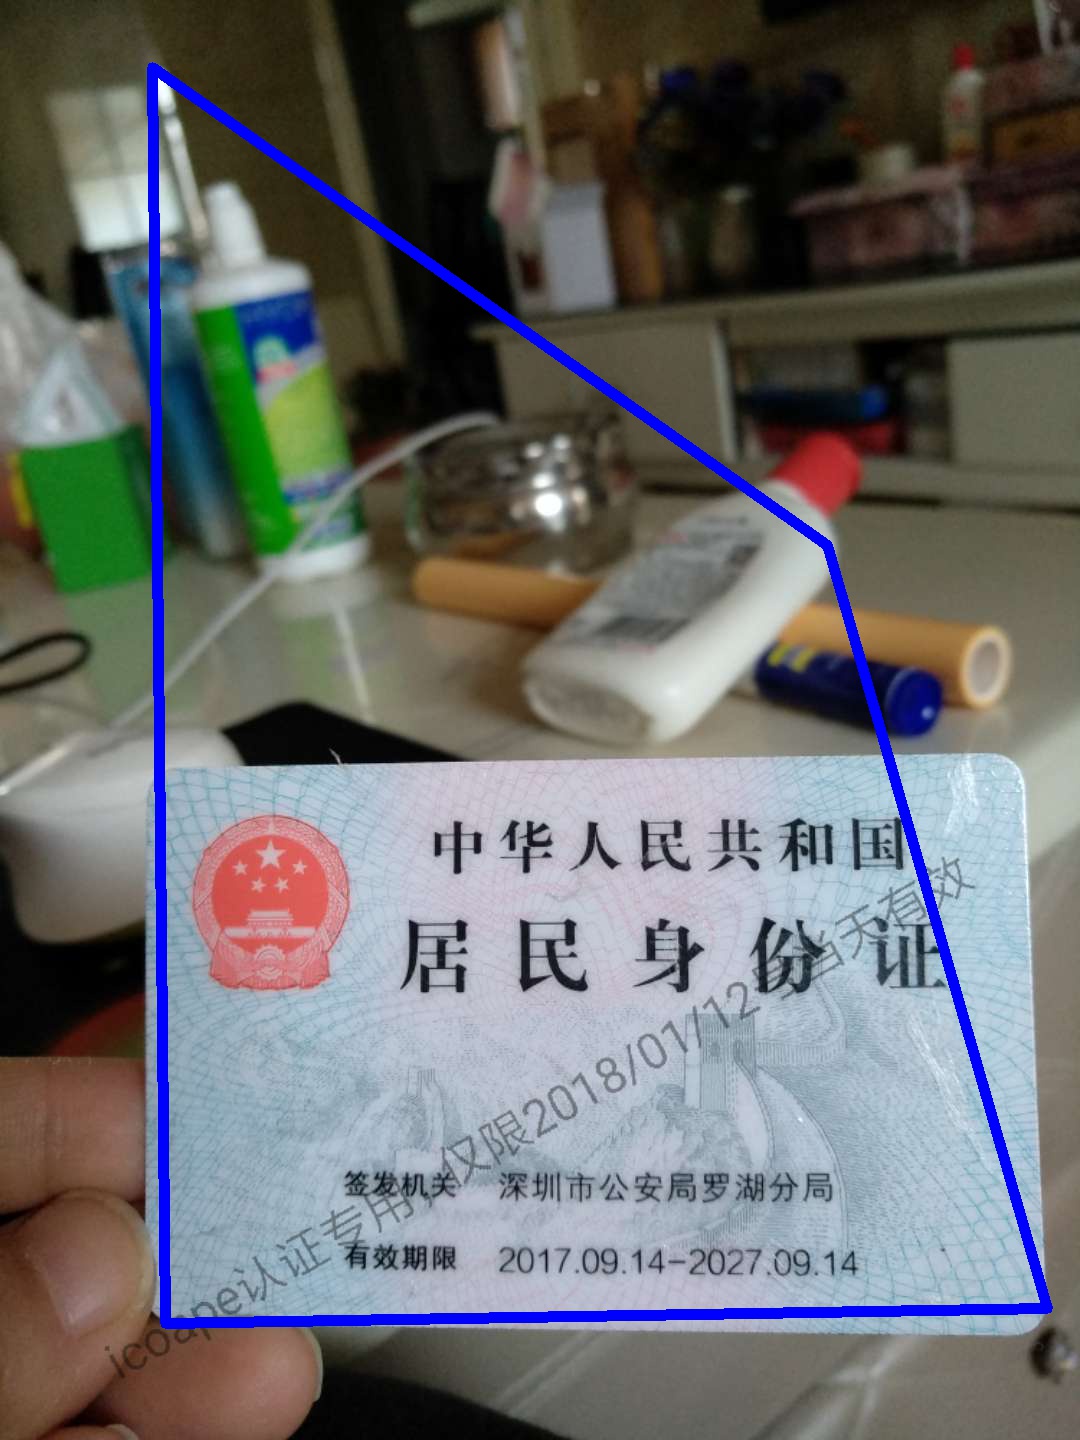 中华人民共和国
居民身份证
签发机关 深圳市公安局罗湖分局
有效期限 2017.09.14-2027.09.14
icoape认证专用,仅限2018/01/12号当天有效